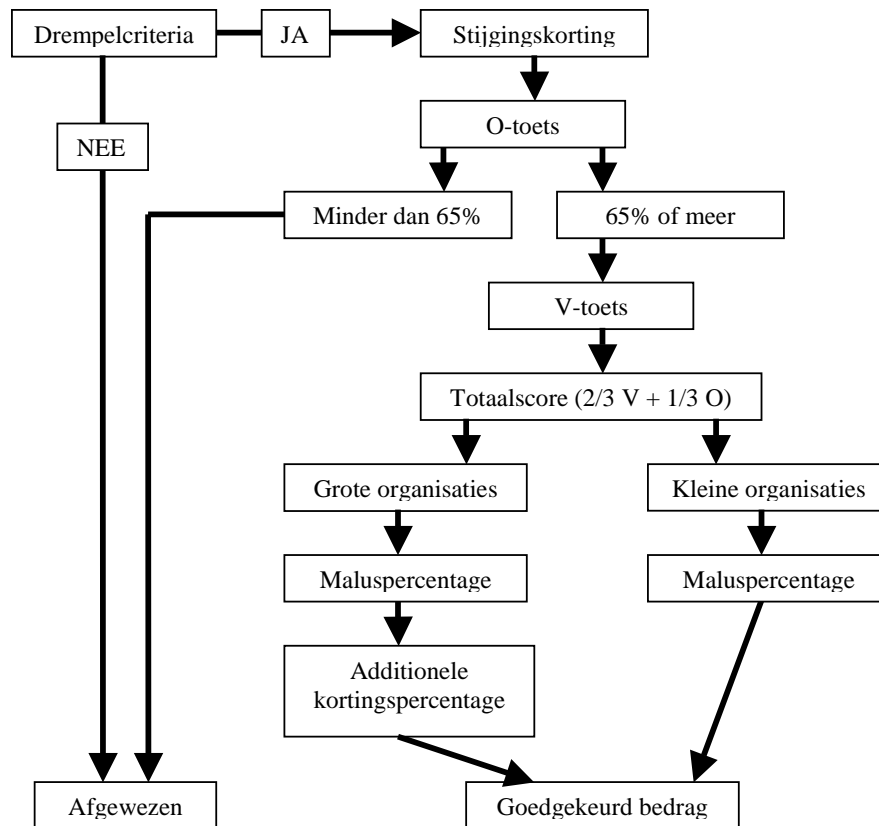 Drempelcriteria
JA
Stijgingskorting
O-toets
NEE
Minder dan 65%
65% of meer
V-toets
Totaalscore (2/3 V + 1/3 O)
Grote organisaties
Kleine organisaties
Maluspercentage
Maluspercentage
Additionele
kortingspercentage
Afgewezen
Goedgekeurd bedrag